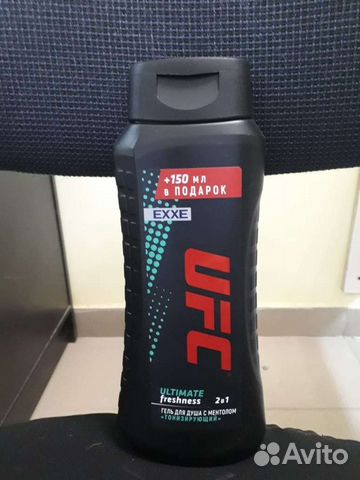 +150 мл
в ПОДАРОК
EXXE
UFC
ULTIMATE
freshness 2в1
ГЕЛЬ ДЛЯ ДУША С МЕНТОЛОМ
«ТОНИЗИРУЮЩИЙ»
Avito